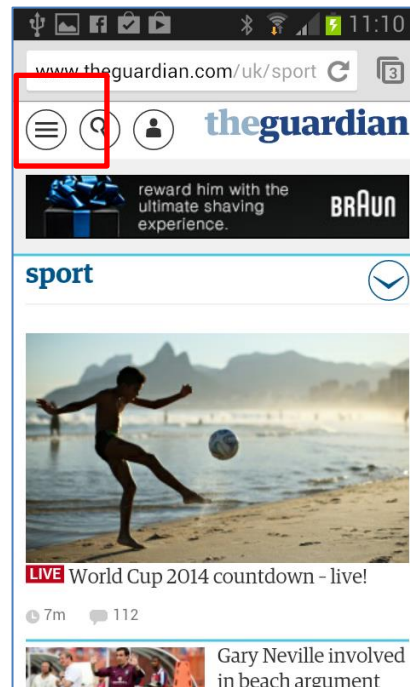 11:10
www.theguardian.com/uk/sport
3
theguardian
reward him with the
ultimate shaving
experience.
BRAUN
sport
LIVE World Cup 2014 countdown – live!
7m 112
Gary Neville involved
in beach argument